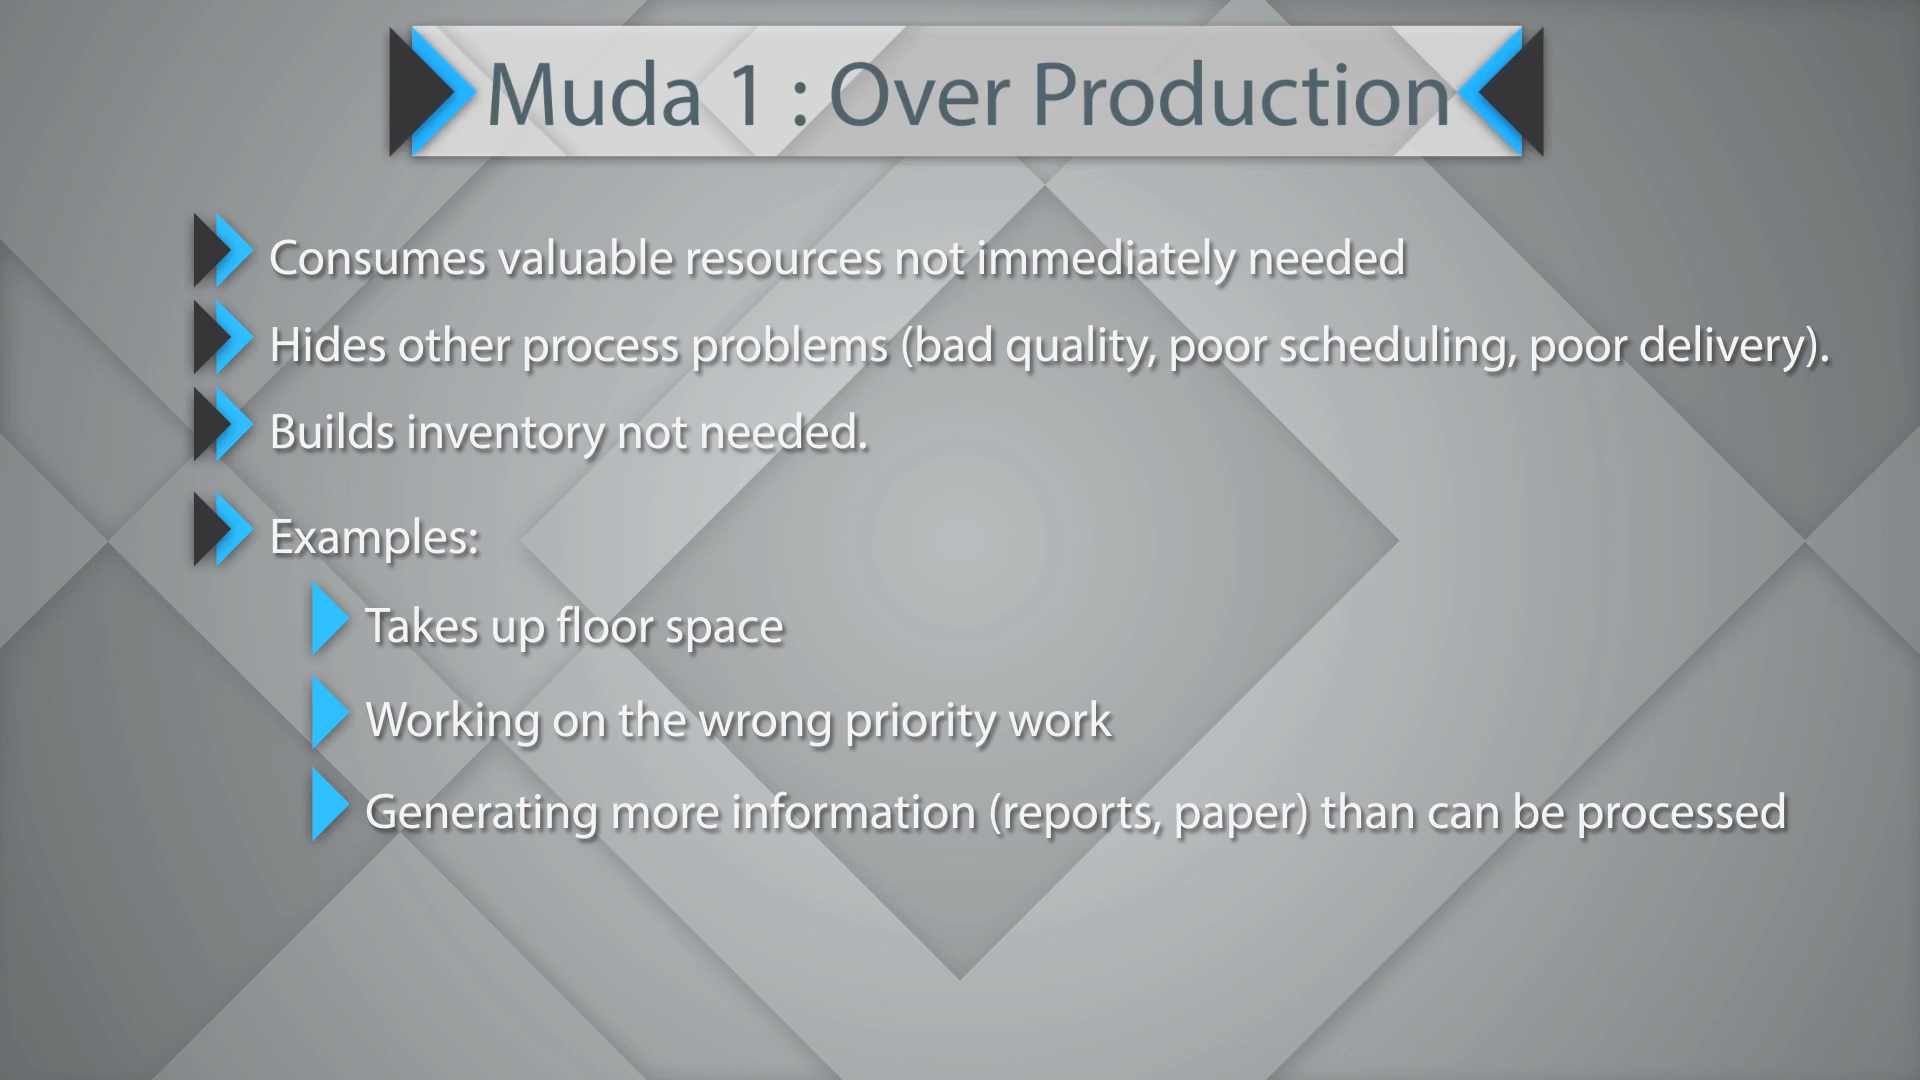 Muda 1 : Over Production
Consumes valuable resources not immediately needed
Hides other process problems (bad quality, poor scheduling, poor delivery).
Builds inventory not needed.
Examples:
Takes up floor space
Working on the wrong priority work
Generating more information (reports, paper) than can be processed